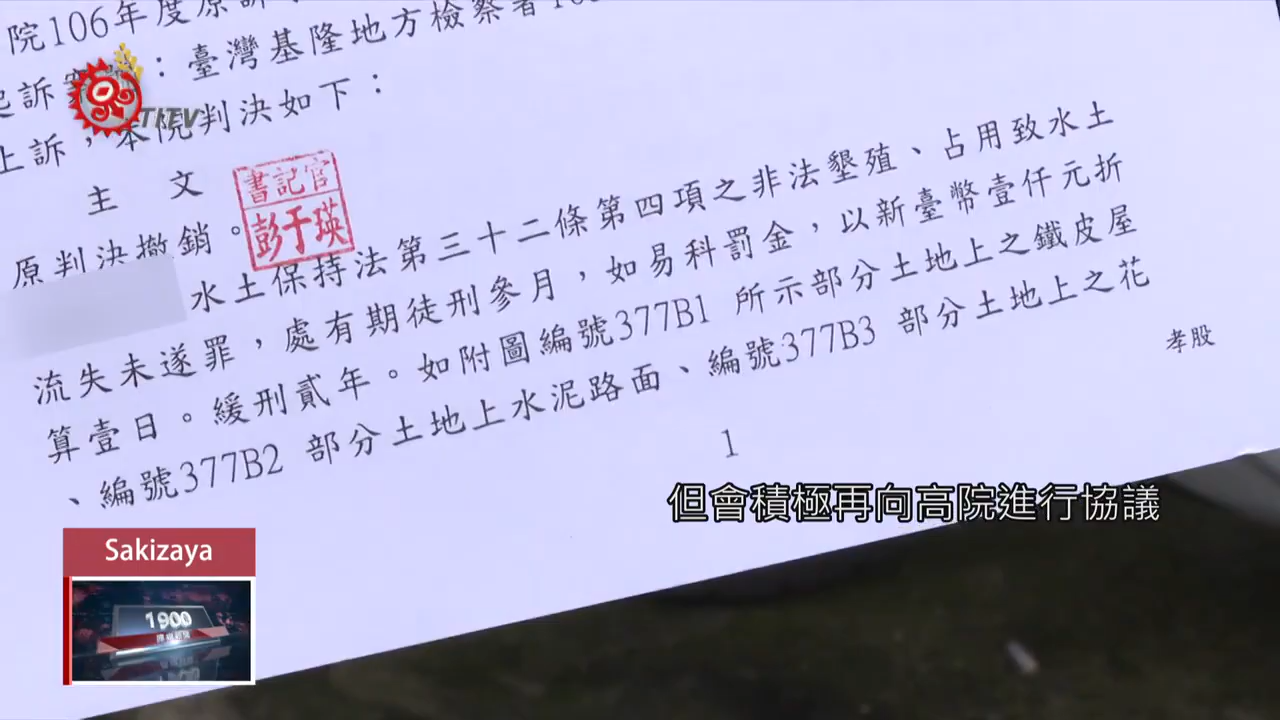 院106年度原訴
起訴案號：臺灣基隆地方檢察署
上訴，本院判決如下：
主文
原判決撤銷。
水土保持法第三十二條第四項之非法墾殖、占用致水土
流失未遂罪，處有期徒刑參月，如易科罰金，以新臺幣壹仟元折
算壹日。緩刑貳年。如附圖編號377B1 所示部分土地上之鐵皮屋
、編號377B2 部分土地上水泥路面、編號377B3 部分土地上之花
書記官
彭于瑛
孝股
1
TITV
但會積極再向高院進行協議
Sakizaya
1900